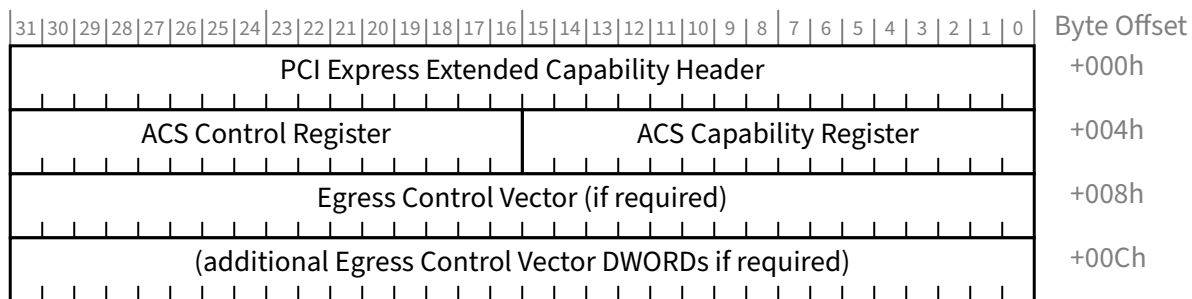 31 30 29 28 27 26 25 24 23 22 21 20 19 18 17 16 15 14 13 12 11 10 9 8 7 6 5 4 3 2 1 0 Byte Offset
PCI Express Extended Capability Header +000h
ACS Control Register ACS Capability Register +004h
Egress Control Vector (if required) +008h
(additional Egress Control Vector DWORDs if required) +00Ch